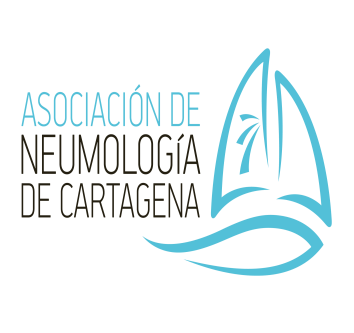 ASOCIACIÓN DE
NEUMOLOGíA
DE CARTAGENA